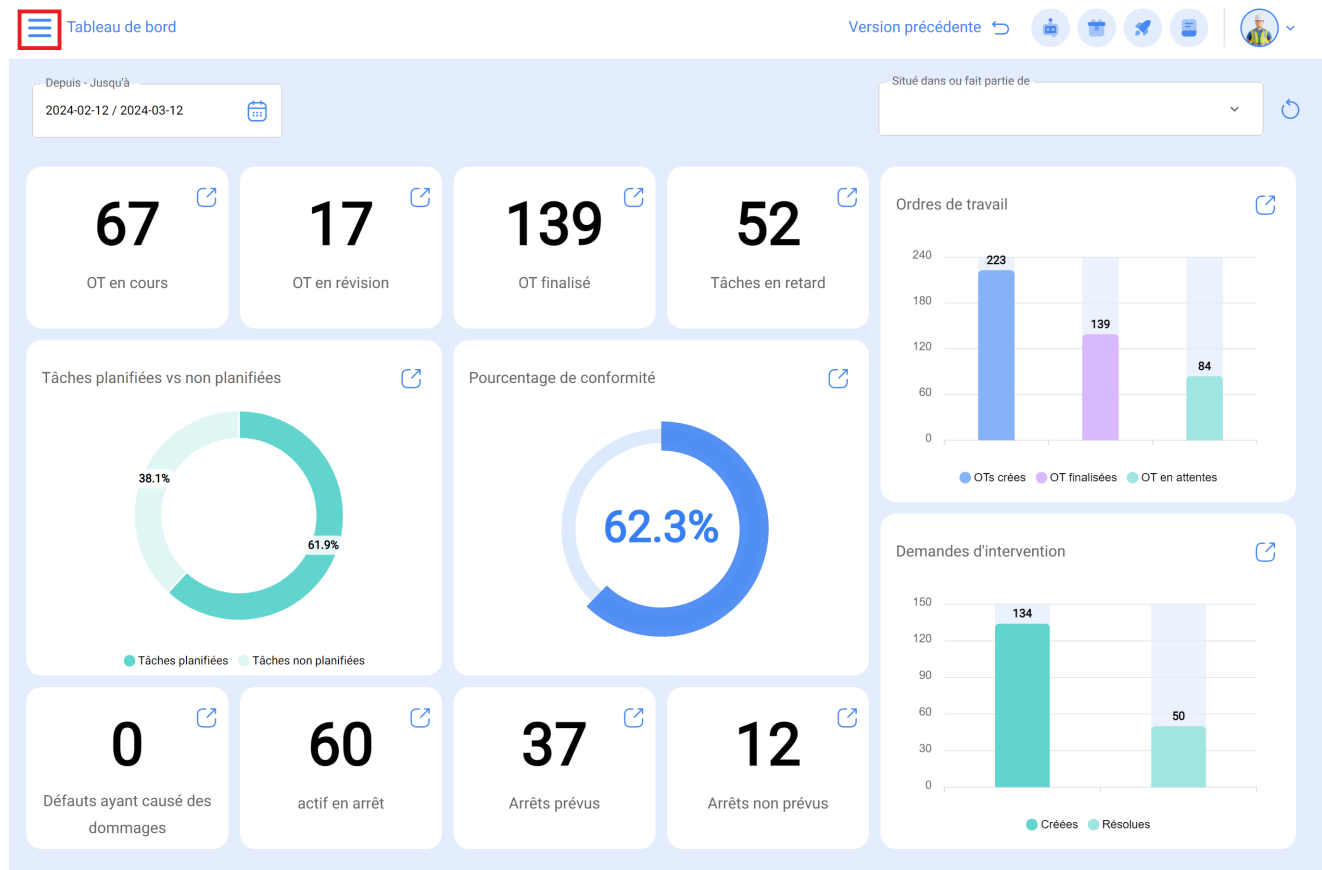 Tableau de bord
Version précédente
Depuis - Jusqu'à
2024-02-12 / 2024-03-12
Situé dans ou fait partie de
67
OT en cours
17
OT en révision
139
OT finalisé
52
Tâches en retard
Ordres de travail
240
180
120
60
0
223
139
84
OTs crées
OT finalisées
OT en attentes
Tâches planifiées vs non planifiées
38.1%
61.9%
Tâches planifiées
Tâches non planifiées
Pourcentage de conformité
62.3%
Demandes d'intervention
150
120
90
60
30
0
134
50
Créées
Résolues
0
Défauts ayant causé des
dommages
60
actif en arrêt
37
Arrêts prévus
12
Arrêts non prévus